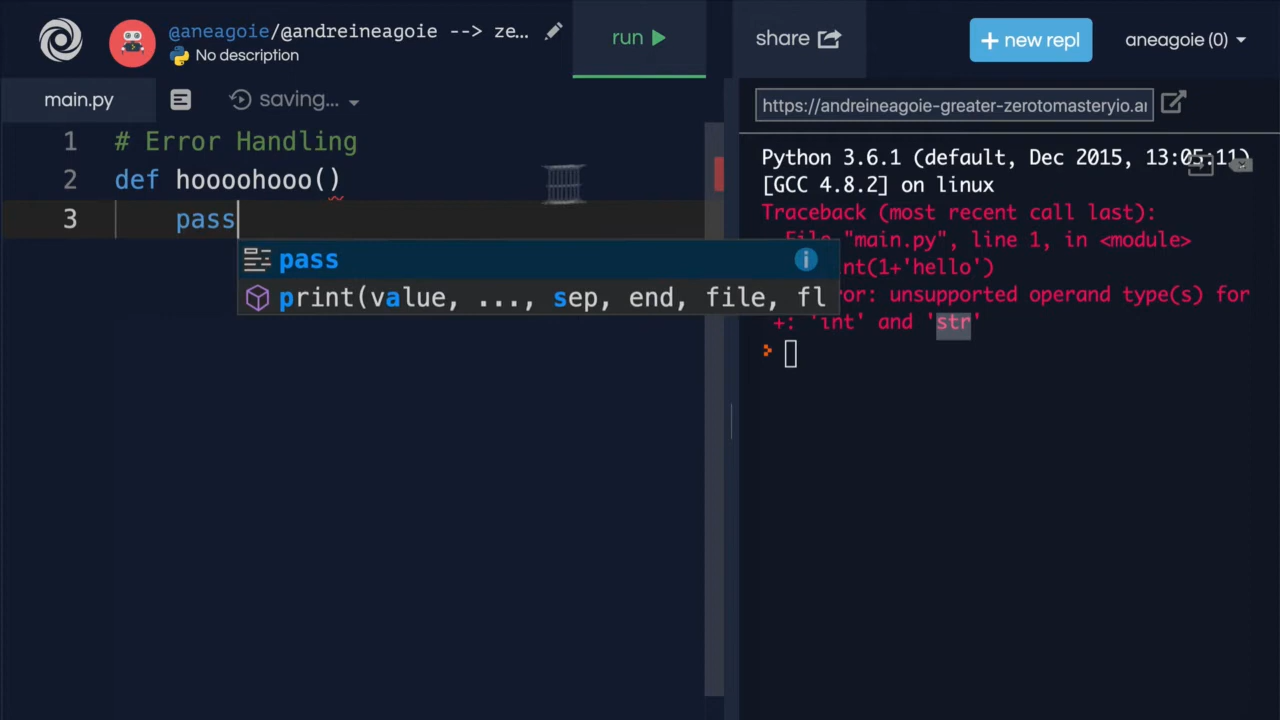 @aneagoie/@andreineagoie --> ze...
No description
run
share
+ new repl
aneagoie (0)
main.py
saving...
https://andreineagoie-greater-zerotomasteryio.a
1 # Error Handling
2 def hoooohooo()
3 pass
pass
print(value, ..., sep, end, file, fl
Python 3.6.1 (default, Dec 2015, 13:05:11)
[GCC 4.8.2] on linux
Traceback (most recent call last):
File "main.py", line 1, in <module>
nt(1+'hello')
ror: unsupported operand type(s) for
+: 'int' and 'str'